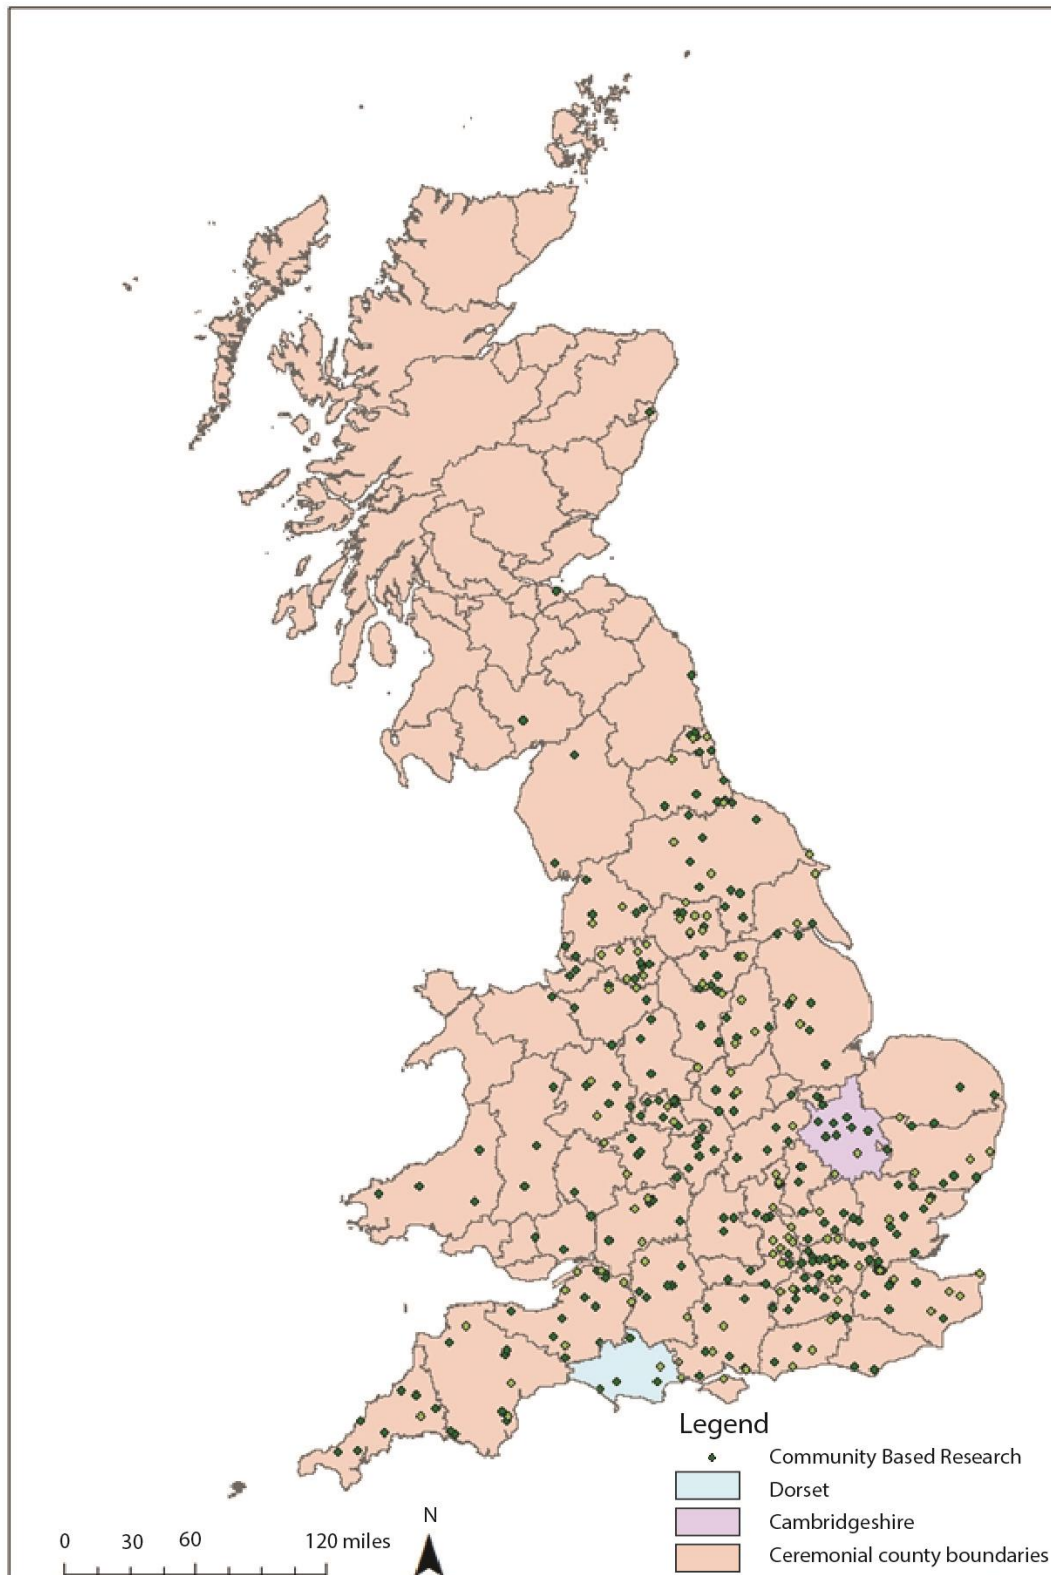 Legend
Community Based Research
Dorset
Cambridgeshire
Ceremonial county boundaries
N
0 30 60 120 miles